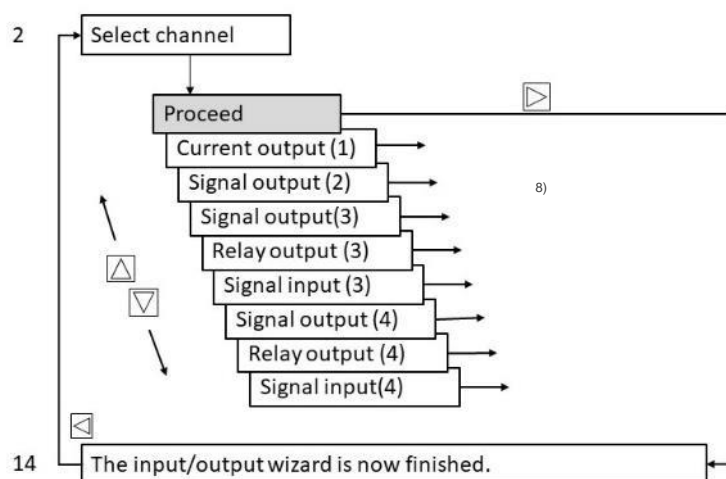 2
Select channel
Proceed
Current output (1)
Signal output (2)
8)
Signal output(3)
Relay output (3)
Signal input (3)
Signal output (4)
Relay output (4)
Signal input(4)
14
The input/output wizard is now finished.